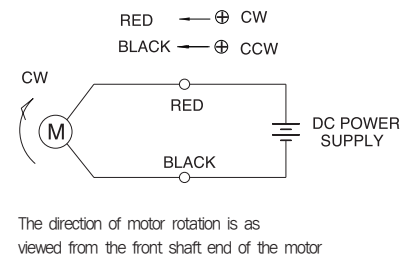 RED ⊕ CW
BLACK ⊕ CCW
CW
RED
M
DC POWER
SUPPLY
BLACK
The direction of motor rotation is as
viewed from the front shaft end of the motor